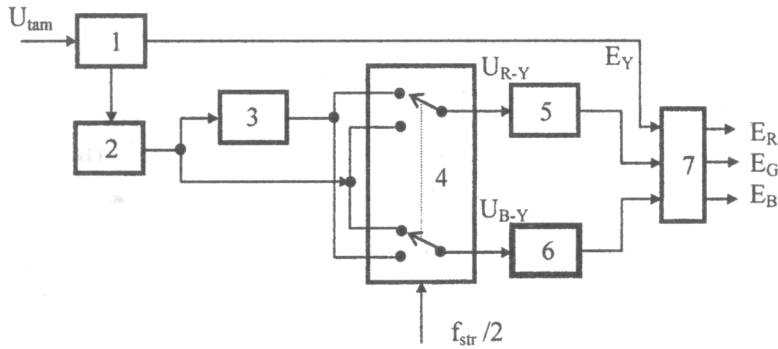 U_tam
1
E_Y
2
3
4
U_R-Y
5
U_B-Y
6
7
E_R
E_G
E_B
f_str /2